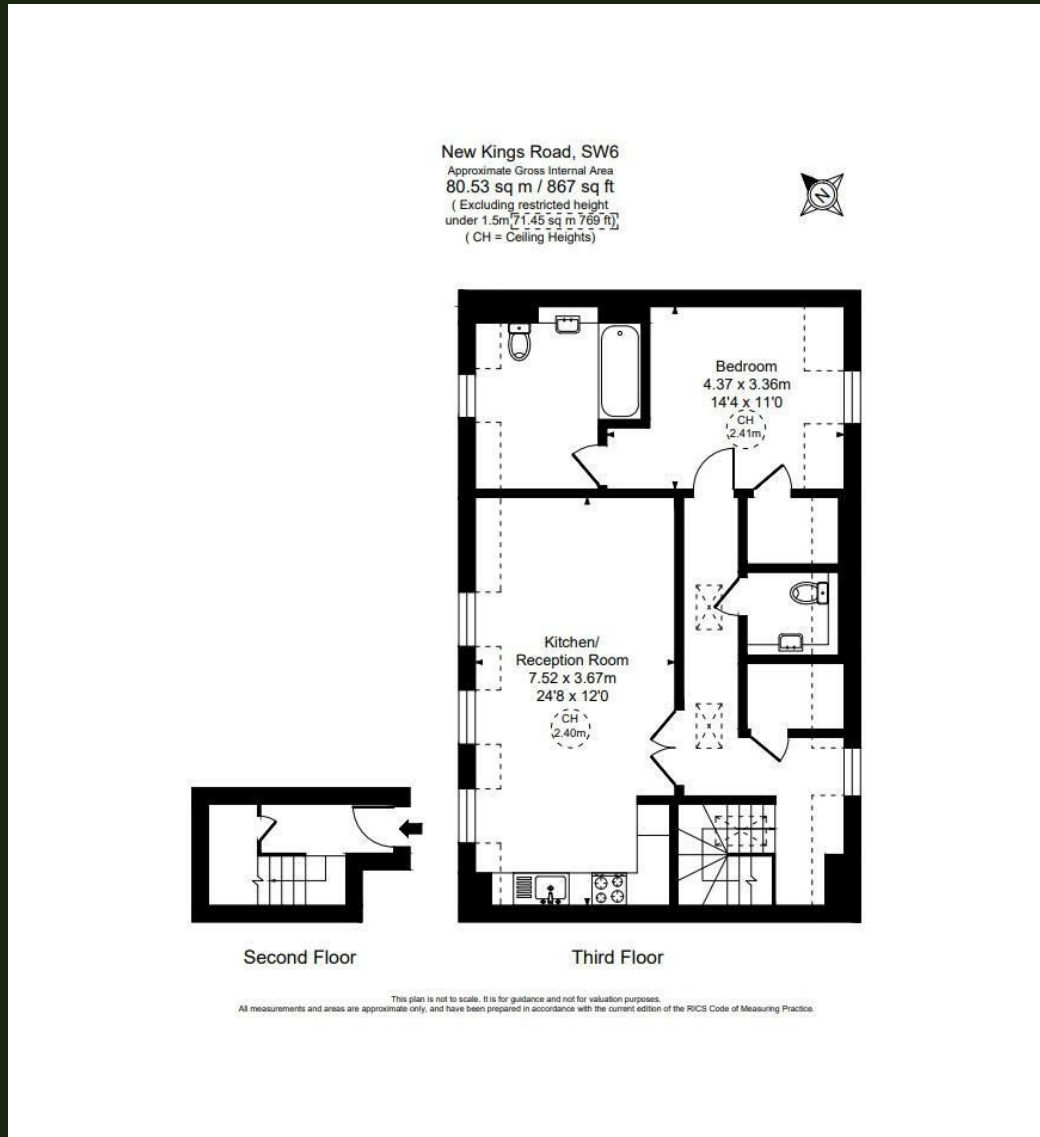 New Kings Road, SW6
Approximate Gross Internal Area
80.53 sq m / 867 sq ft
( Excluding restricted height
under 1.5m 71.45 sq m 769 ft)
( CH = Ceiling Heights)
N
Bedroom
4.37 x 3.36m
14'4 x 11'0
CH
2.41m
Kitchen/
Reception Room
7.52 x 3.67m
24'8 x 12'0
CH
2.40m
Second Floor
Third Floor
This plan is not to scale. It is for guidance and not for valuation purposes.
All measurements and areas are approximate only, and have been prepared in accordance with the current edition of the RICS Code of Measuring Practice.